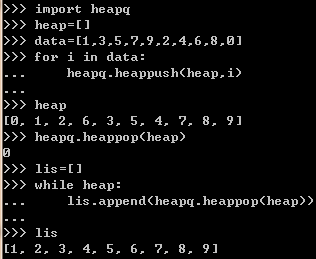 >>> import heapq
>>> heap=[]
>>> data=[1,3,5,7,9,2,4,6,8,0]
>>> for i in data:
...     heapq.heappush(heap,i)
...
>>> heap
[0, 1, 2, 6, 3, 5, 4, 7, 8, 9]
>>> heapq.heappop(heap)
0
>>> lis=[]
>>> while heap:
...     lis.append(heapq.heappop(heap))
...
>>> lis
[1, 2, 3, 4, 5, 6, 7, 8, 9]